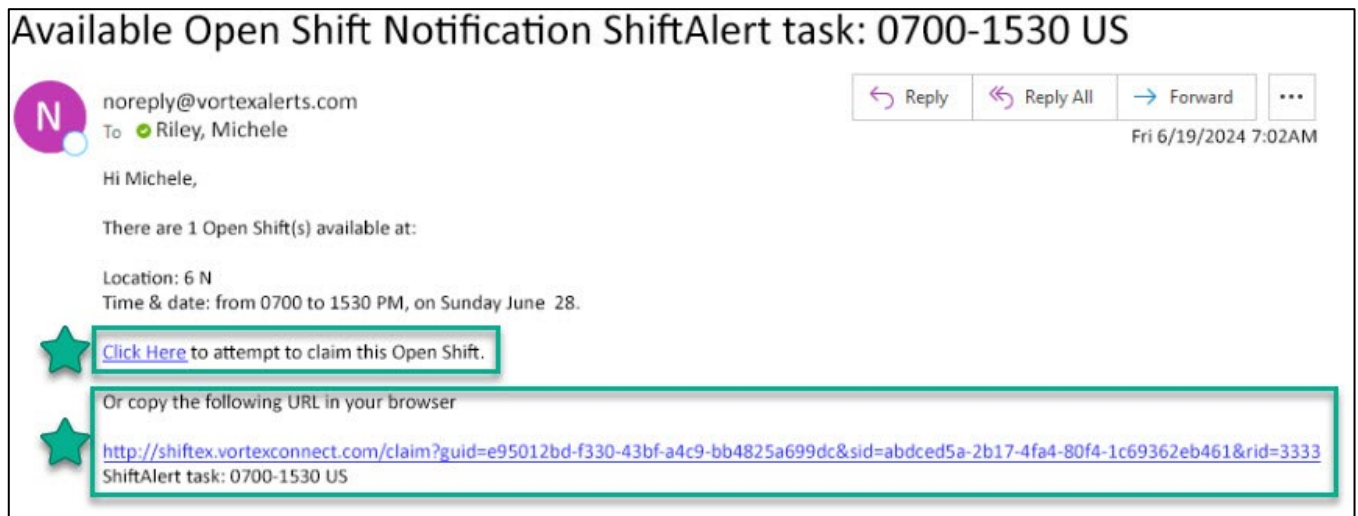 Available Open Shift Notification ShiftAlert task: 0700-1530 US
N
noreply@vortexalerts.com
Reply
Reply All
Forward
...
To Riley, Michele
Fri 6/19/2024 7:02AM
Hi Michele,
There are 1 Open Shift(s) available at:
Location: 6 N
Time & date: from 0700 to 1530 PM, on Sunday June 28.
Click Here to attempt to claim this Open Shift.
Or copy the following URL in your browser
http://shiftex.vortexconnect.com/claim?guid=e95012bd-f330-43bf-a4c9-bb4825a699dc&sid=abdced5a-2b17-4fa4-80f4-1c69362eb461&rid=3333
ShiftAlert task: 0700-1530 US